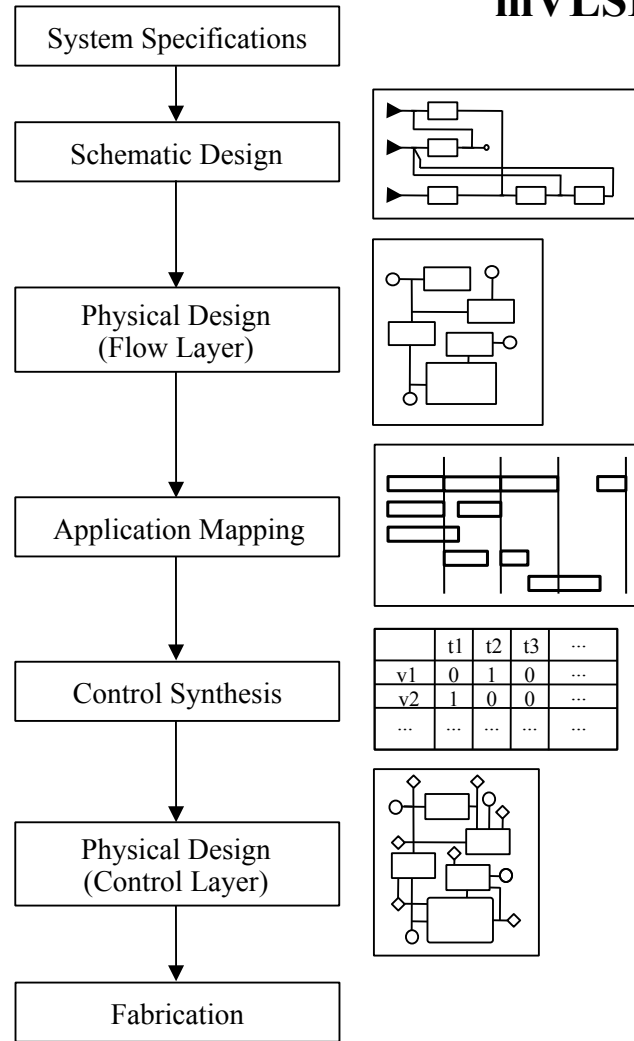 mVLSI
System Specifications
Schematic Design
Physical Design
(Flow Layer)
Application Mapping
t1 t2 t3 ...
v1 0 1 0 ...
v2 1 0 0 ...
... ... ... ... ...
Control Synthesis
Physical Design
(Control Layer)
Fabrication